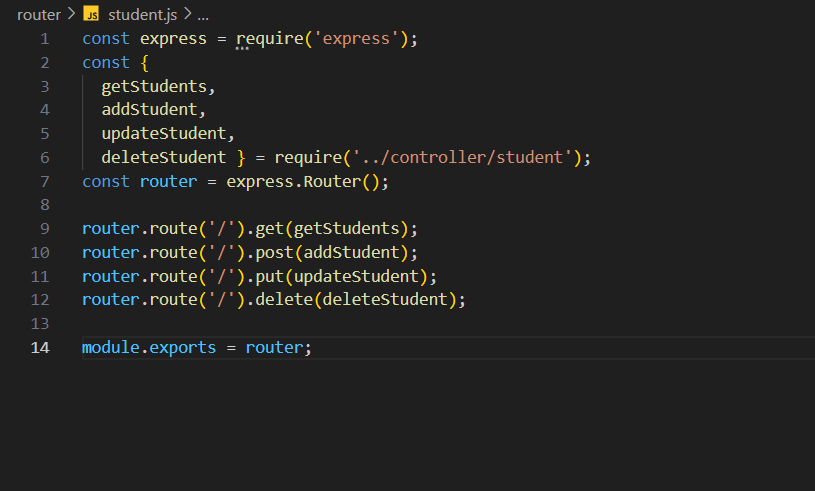 router > JS student.js > ...
1 const express = require('express');
2 const {
3   getStudents,
4   addStudent,
5   updateStudent,
6   deleteStudent } = require('../controller/student');
7 const router = express.Router();
8
9 router.route('/').get(getStudents);
10 router.route('/').post(addStudent);
11 router.route('/').put(updateStudent);
12 router.route('/').delete(deleteStudent);
13
14 module.exports = router;